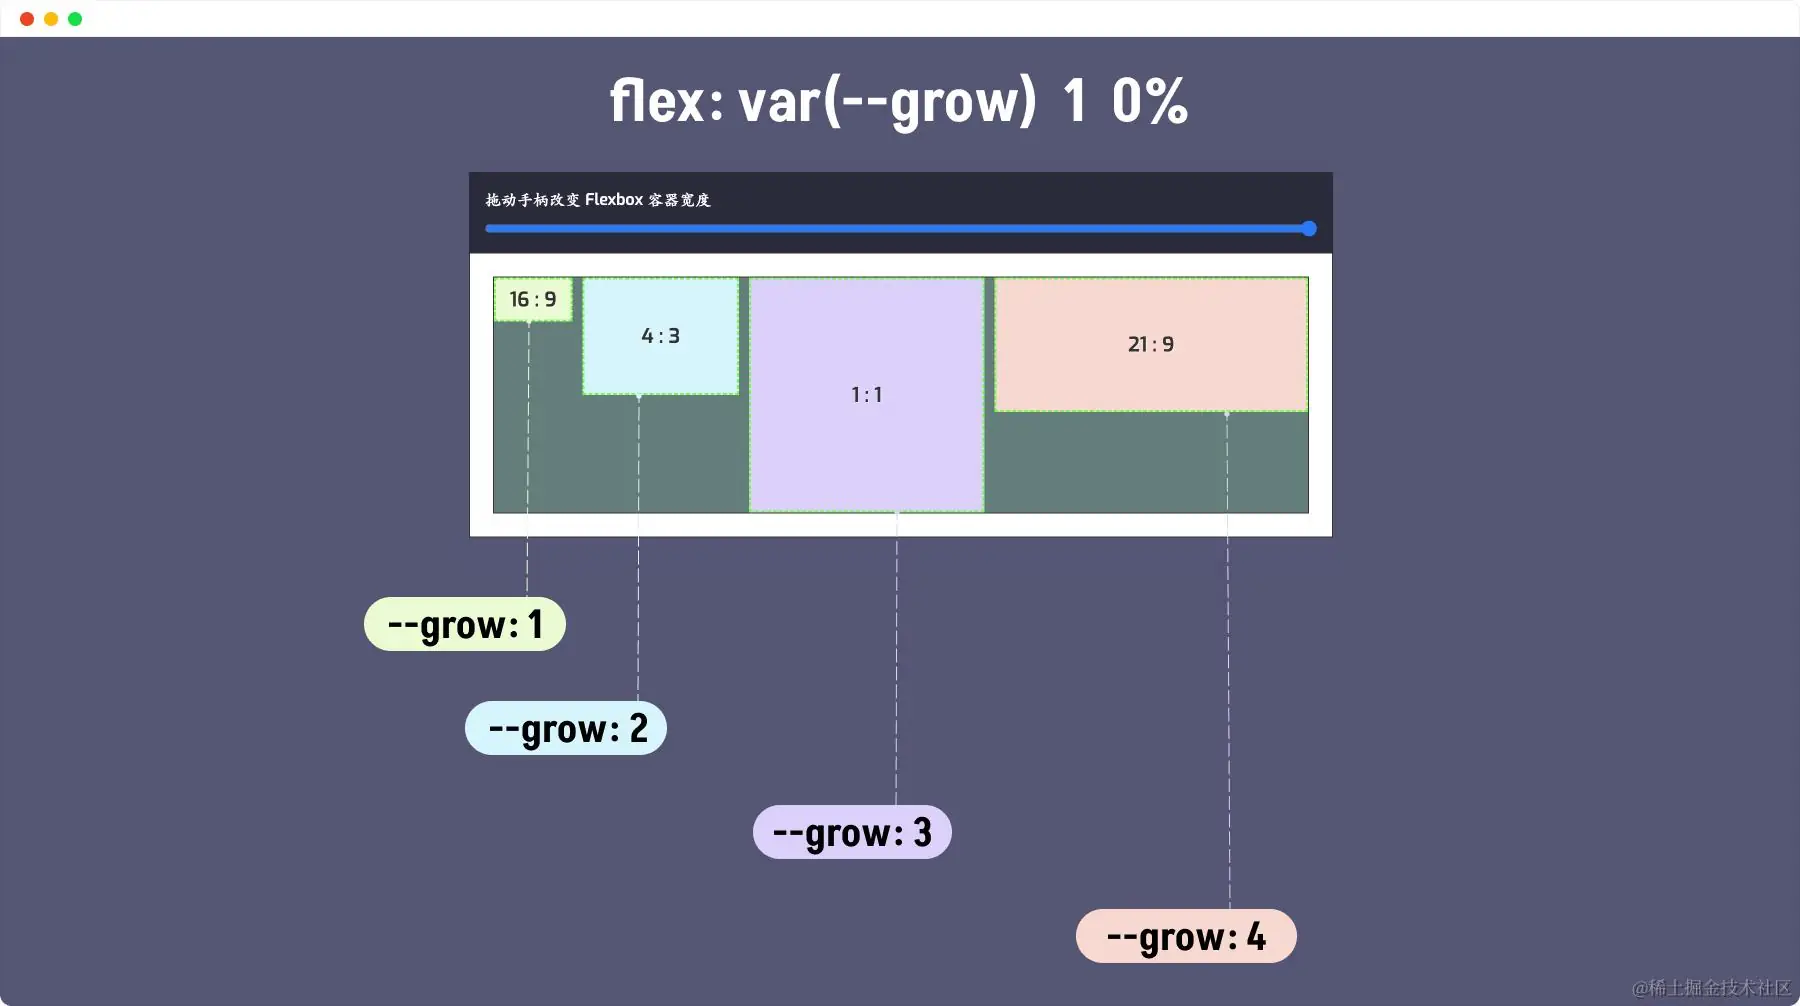 flex: var(--grow) 1 0%
拖动手柄改变 Flexbox 容器宽度
16 : 9
4 : 3
1 : 1
21 : 9
--grow: 1
--grow: 2
--grow: 3
--grow: 4
@稀土掘金技术社区